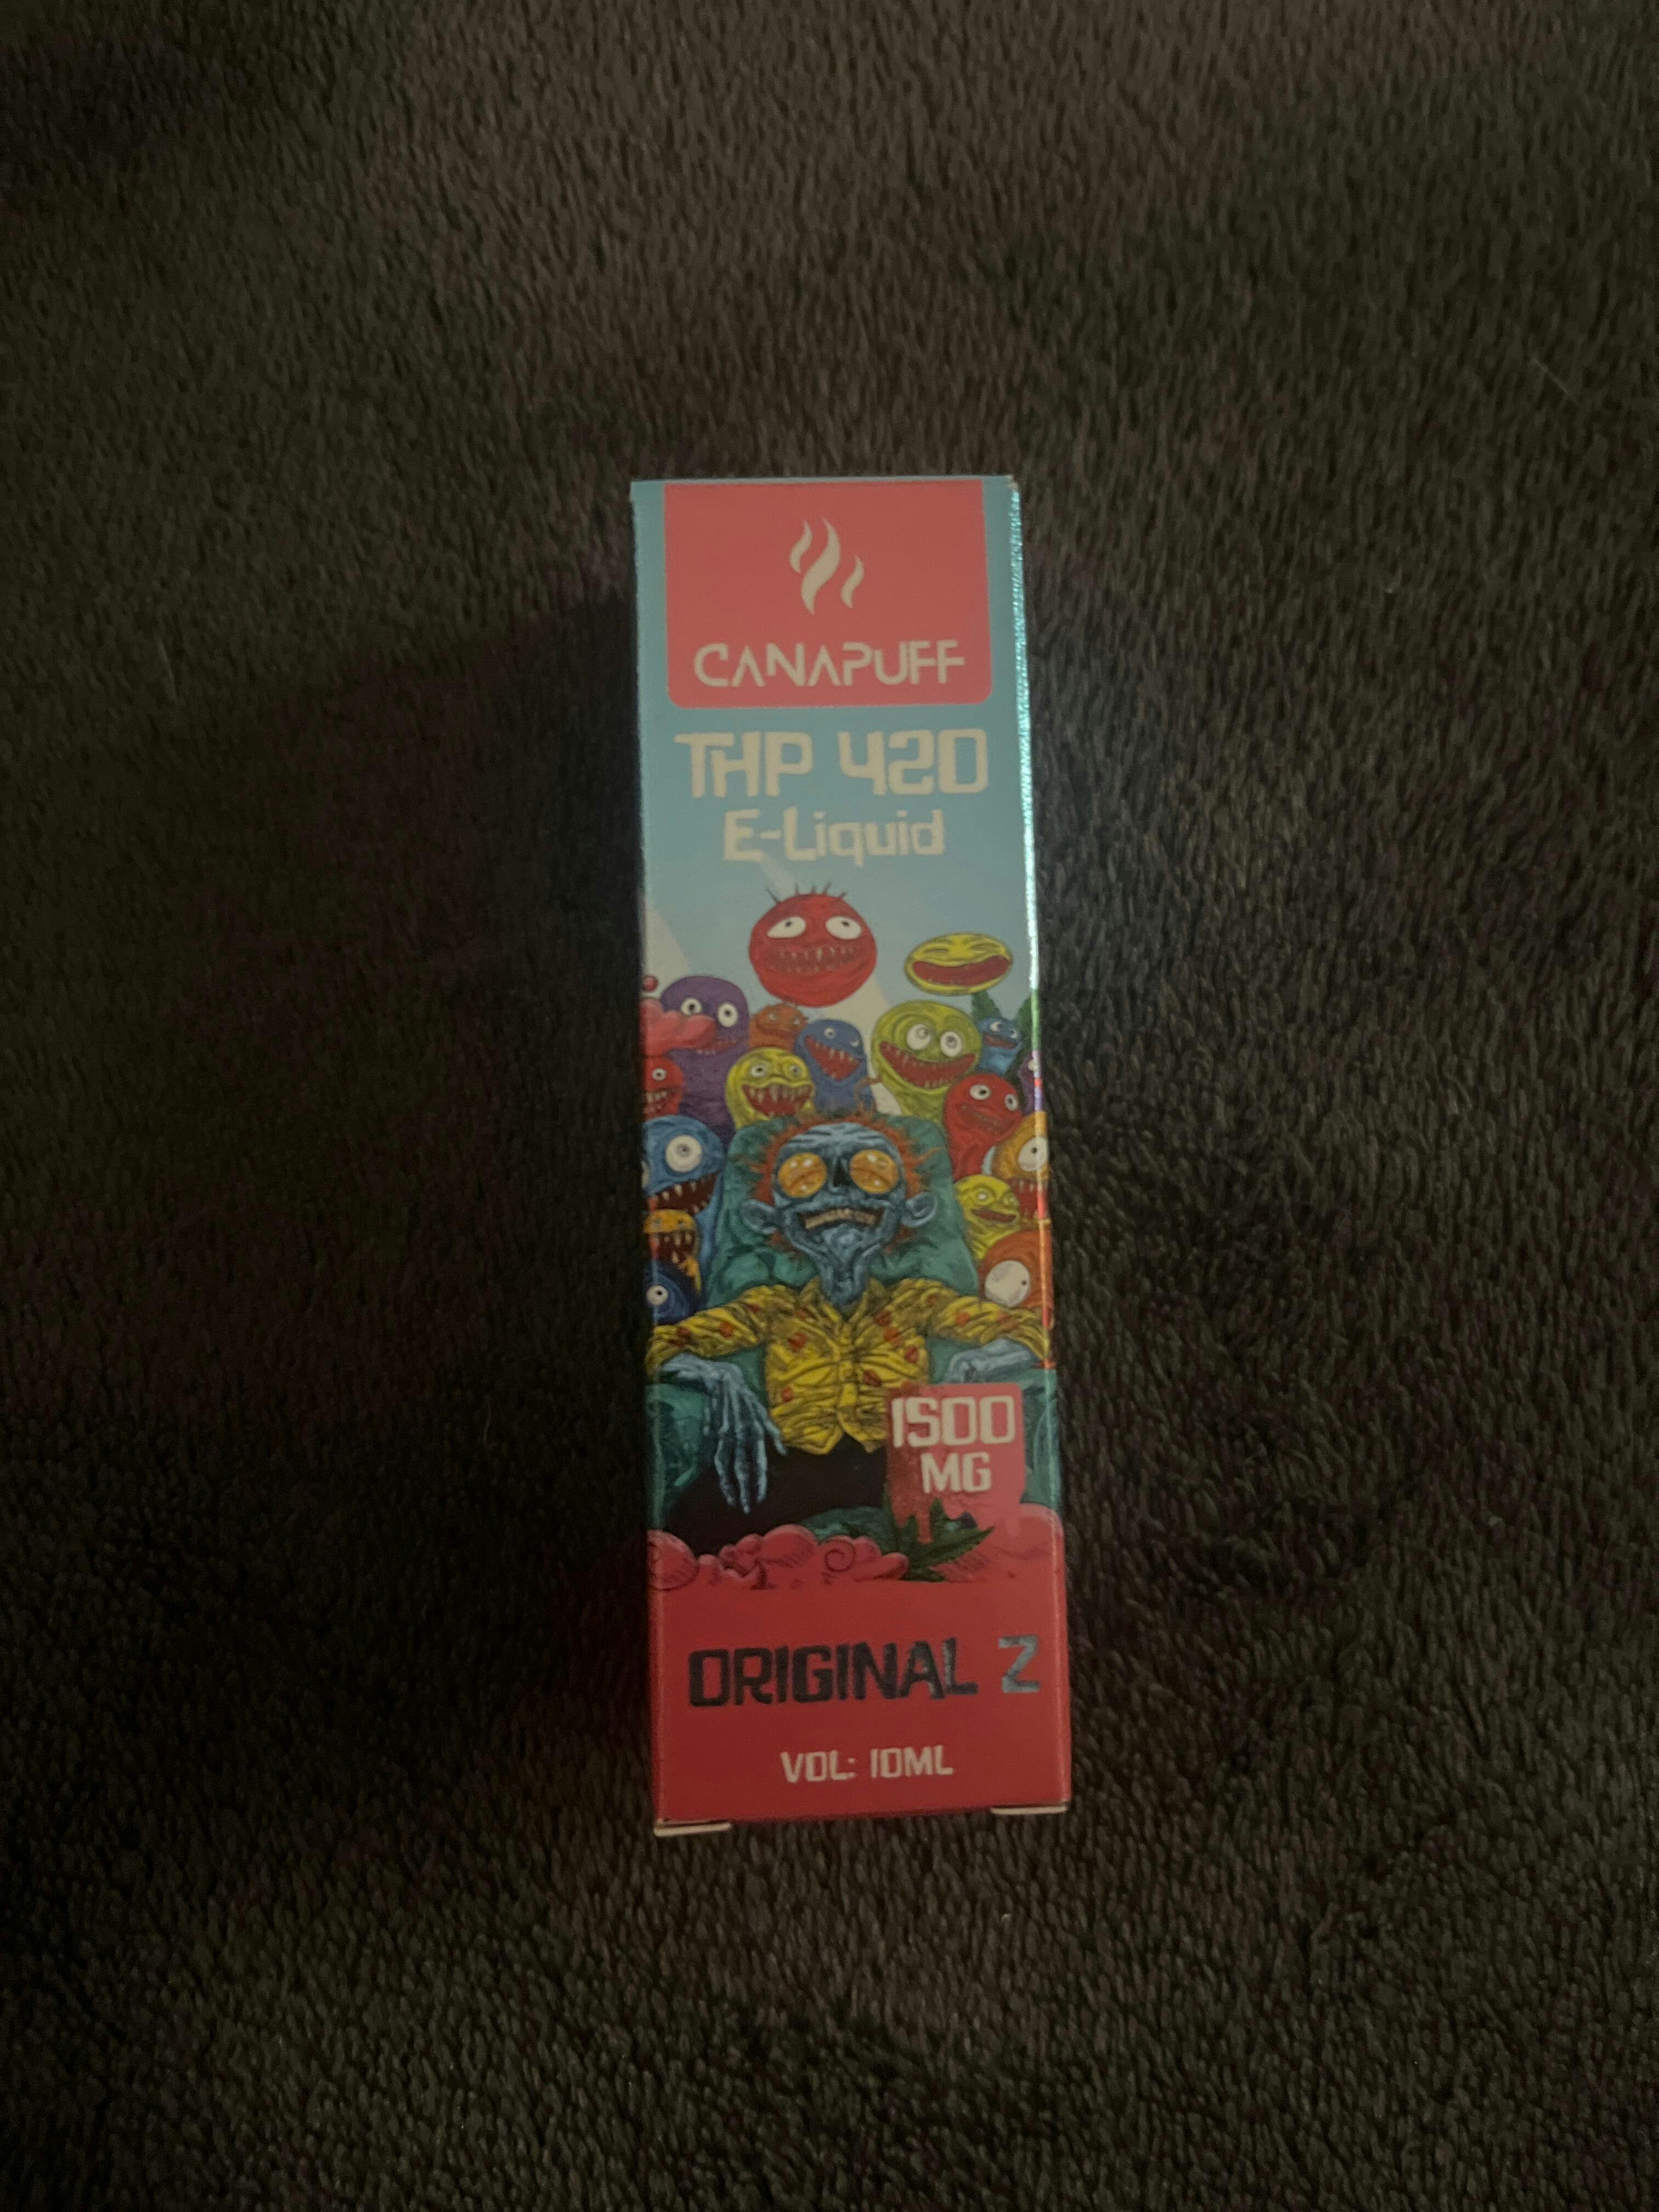 CANAPUFF
THP 420
E-Liquid
1500
MG
ORIGINAL Z
VOL: 10ML